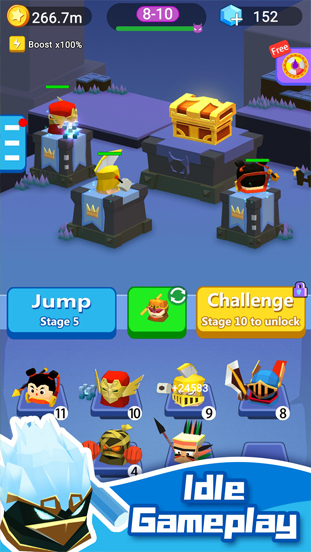 266.7m
8-10
152
Boost x100%
Free
Jump
Stage 5
Challenge
Stage 10 to unlock
+24583
11
10
9
8
4
Idle
Gameplay